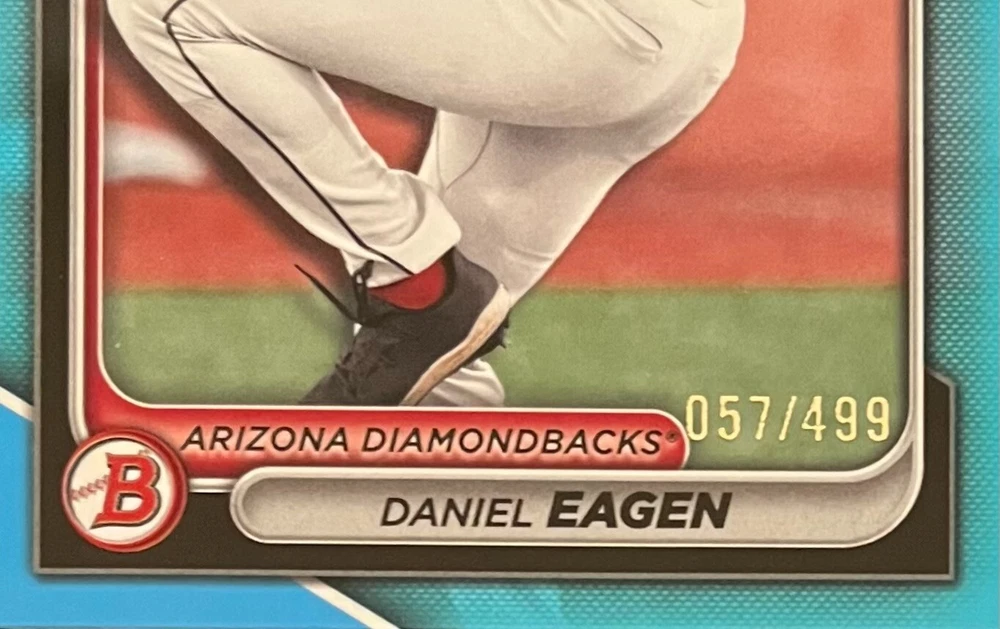 057/499
ARIZONA DIAMONDBACKS®
B
DANIEL EAGEN